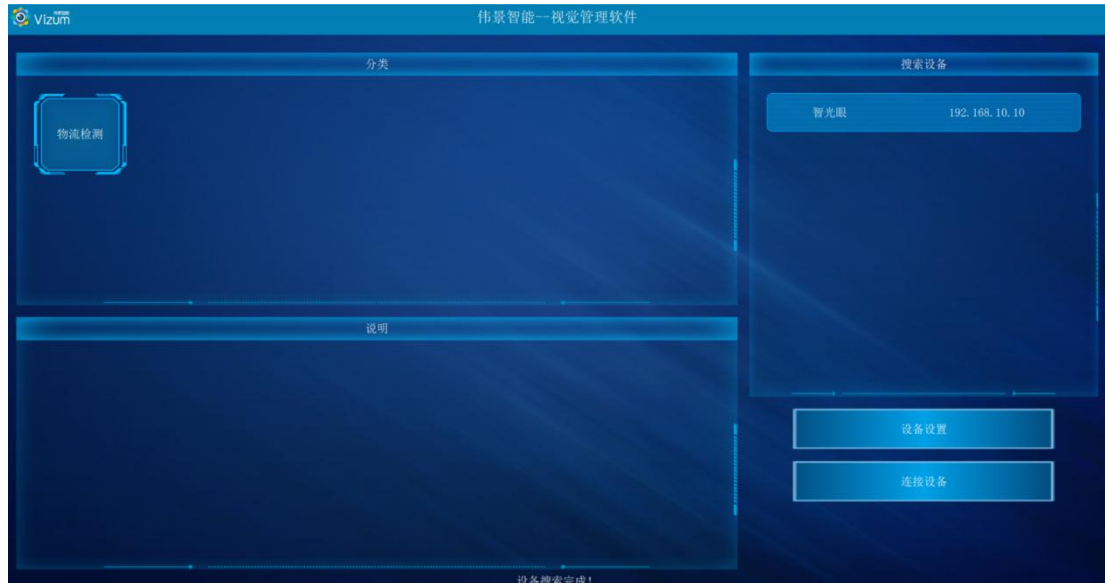 Vizum
伟景智能--视觉管理软件
分类
搜索设备
物流检测
智光眼 192.168.10.10
说明
设备设置
连接设备
设备搜索完成!